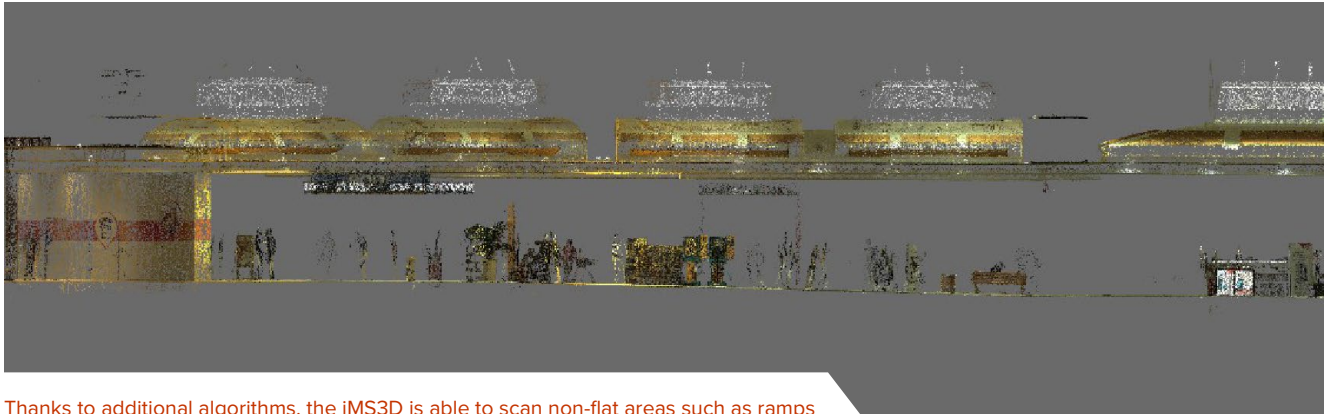 Thanks to additional algorithms, the iMS3D is able to scan non-flat areas such as ramps